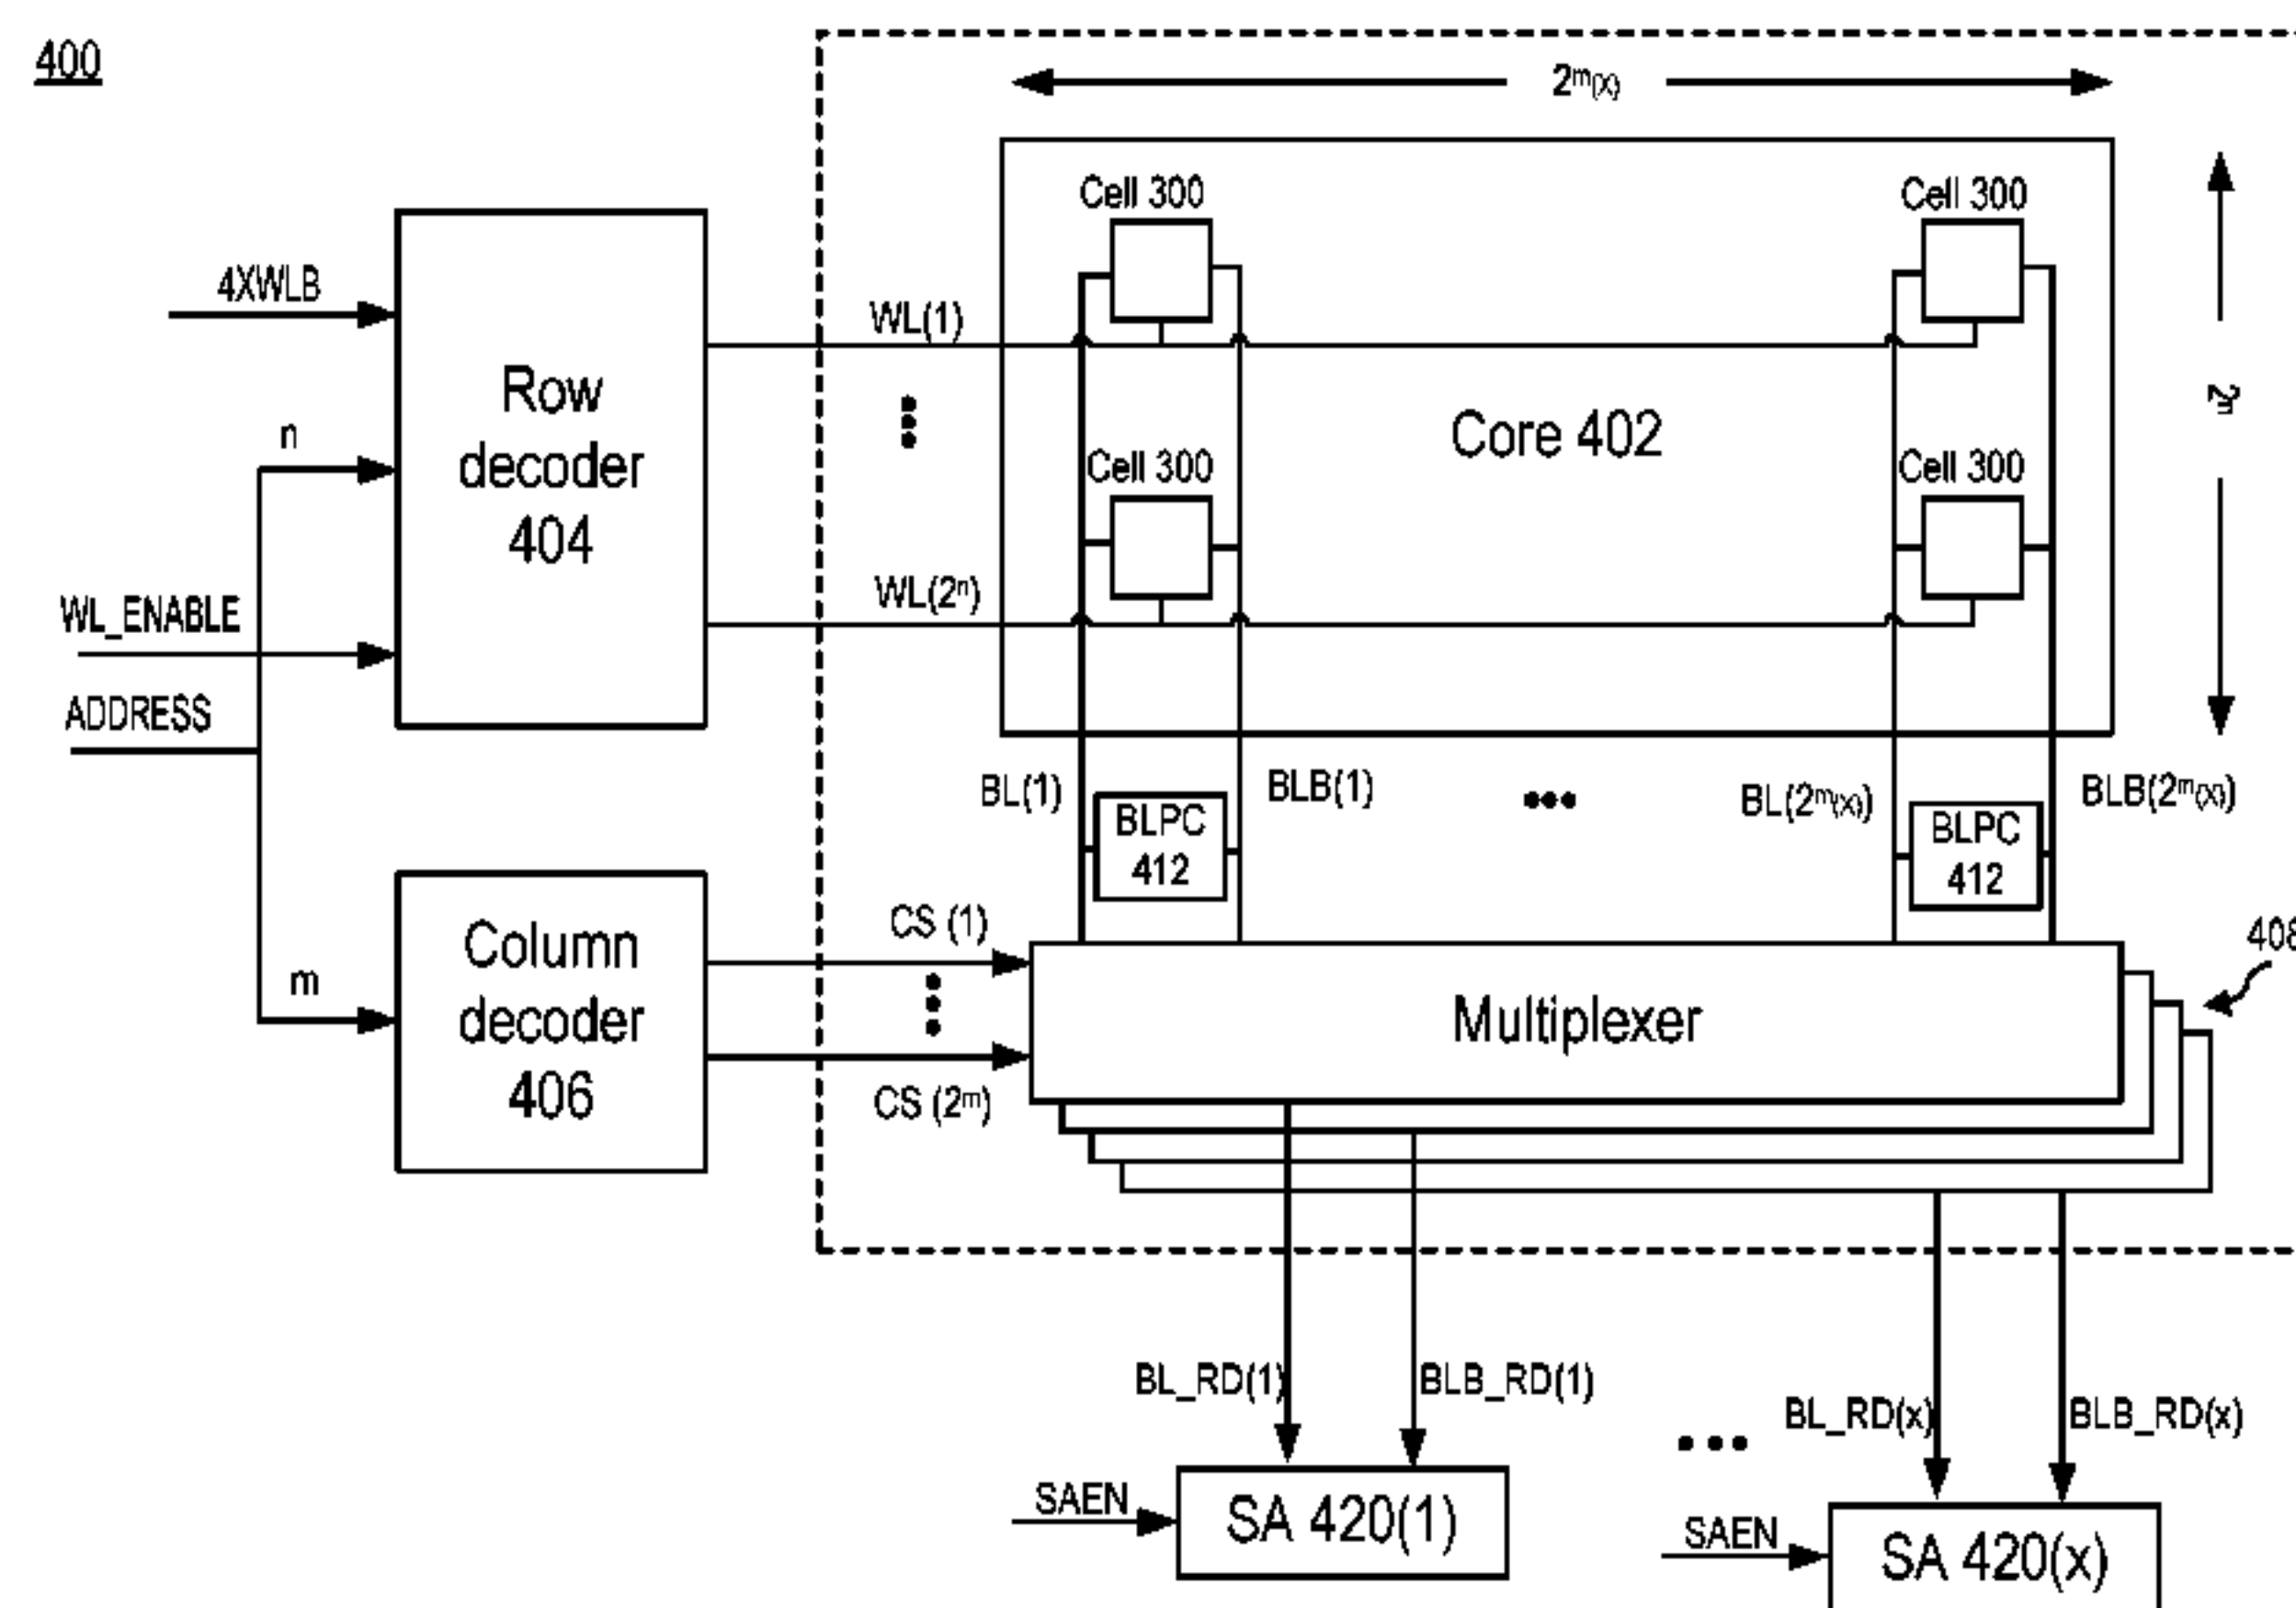 400
2ᵐ(x)
Cell 300
Cell 300
4XWLB
WL(1)
Row
decoder
404
n
Core 402
2ⁿ
Cell 300
Cell 300
WL_ENABLE
WL(2ⁿ)
ADDRESS
BL(1)
BLB(1)
BL(2ᵐ(x))
BLB(2ᵐ(x))
BLPC
412
BLPC
412
Column
decoder
406
m
CS (1)
CS (2ᵐ)
Multiplexer
408
BL_RD(1)
BLB_RD(1)
BL_RD(x)
BLB_RD(x)
SAEN
SA 420(1)
SAEN
SA 420(x)